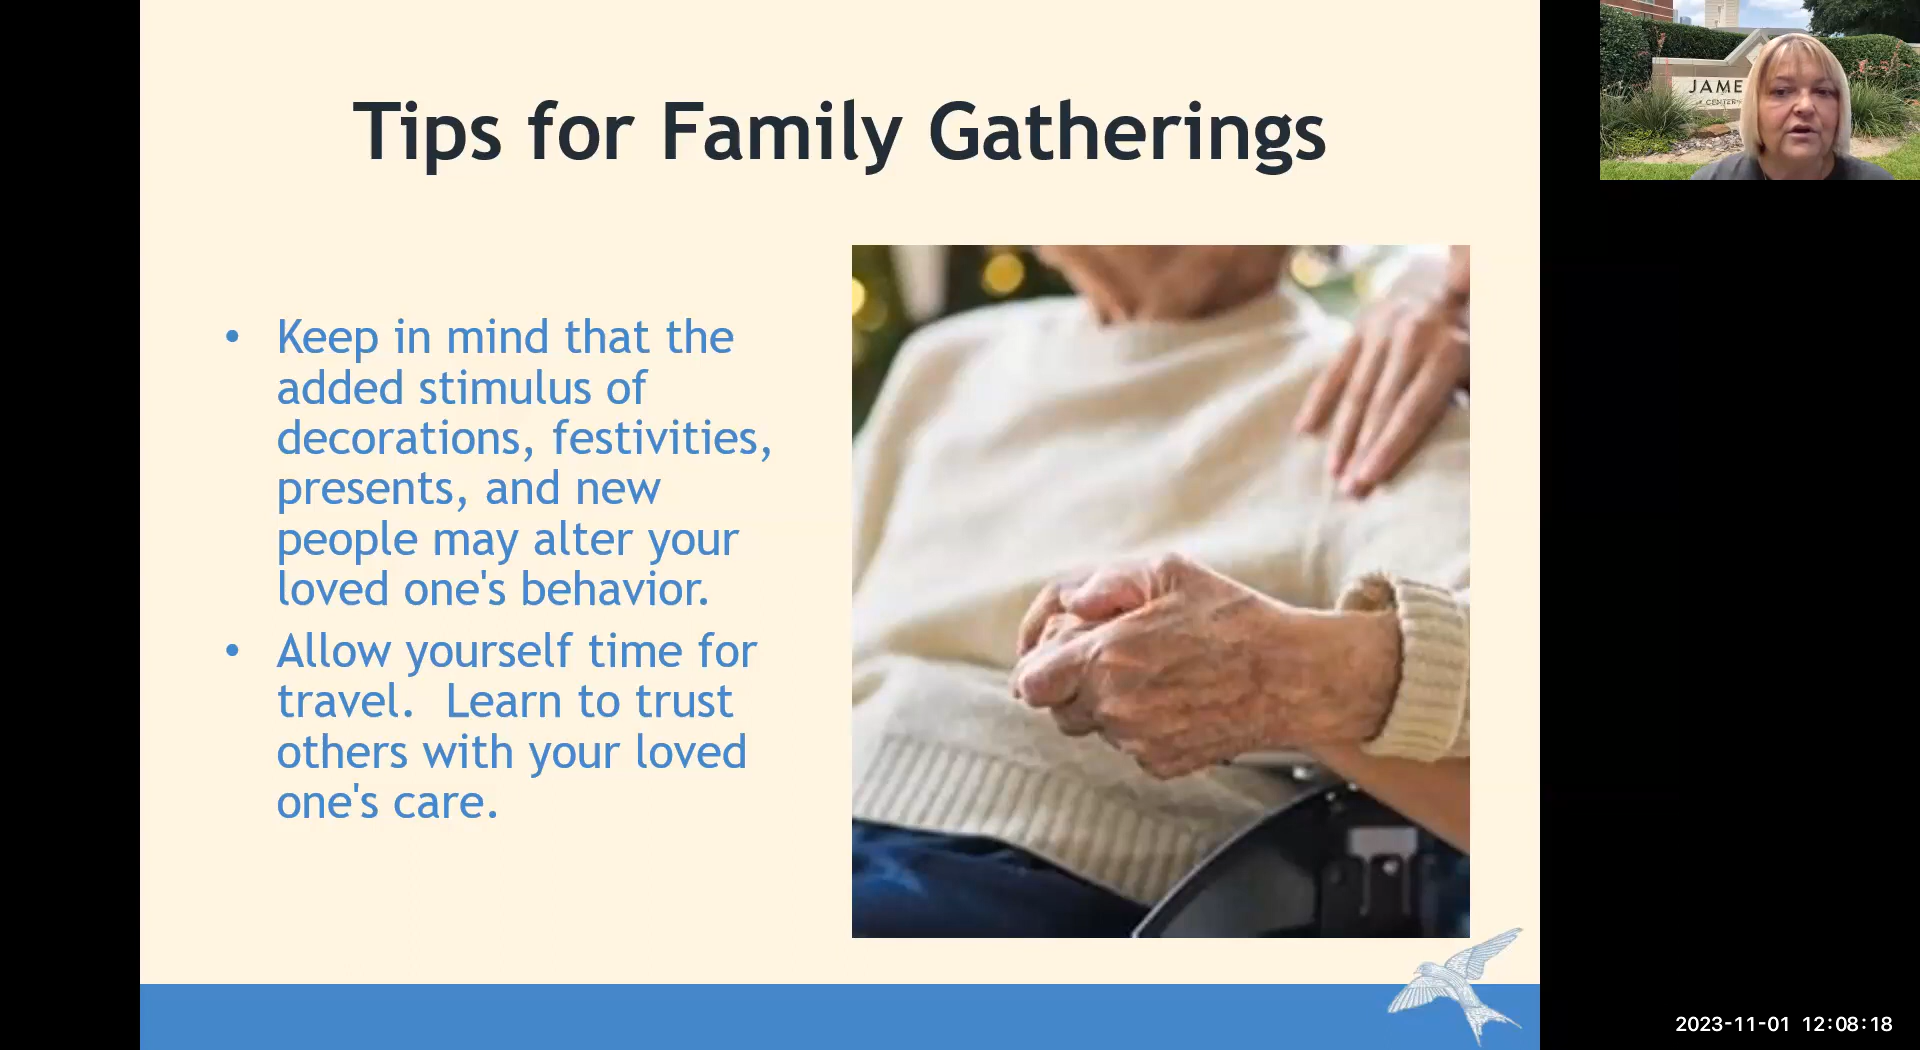 Tips for Family Gatherings
• Keep in mind that the
added stimulus of
decorations, festivities,
presents, and new
people may alter your
loved one's behavior.
• Allow yourself time for
travel.  Learn to trust
others with your loved
one's care.
JAME
CENTER
2023-11-01 12:08:18